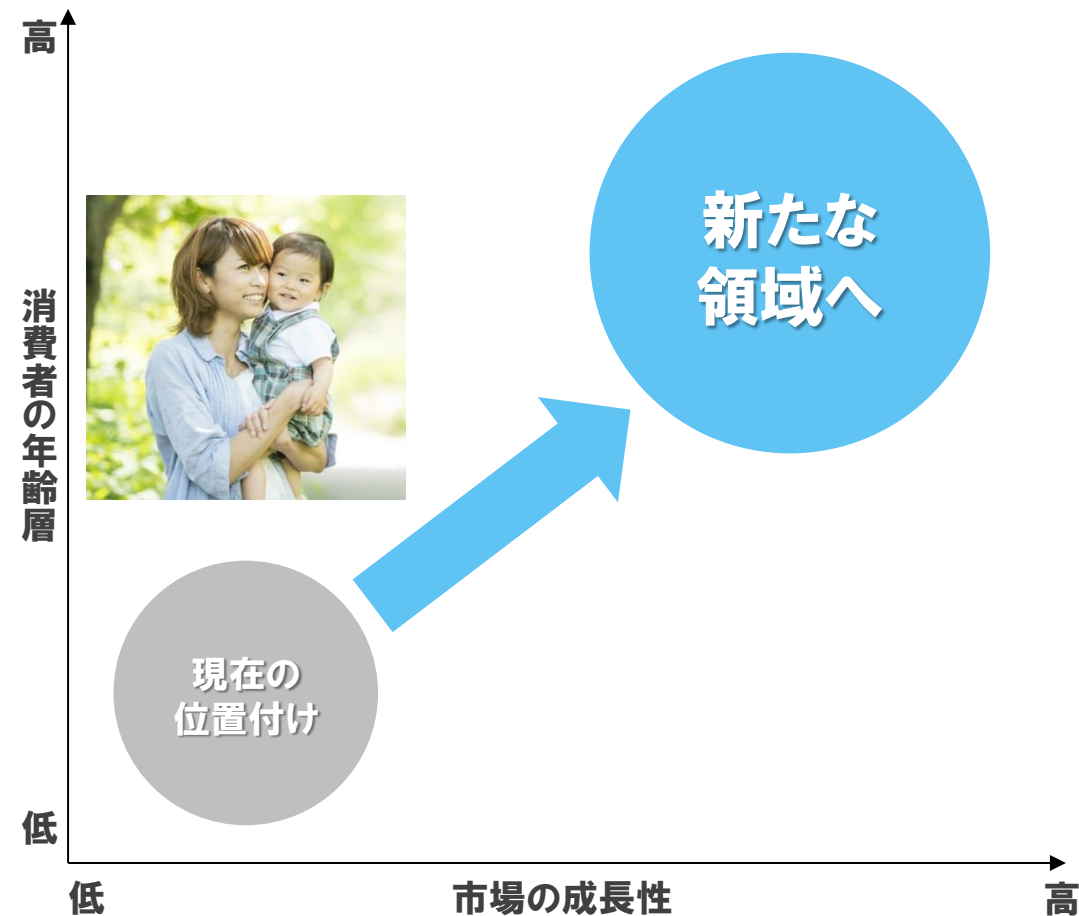 高
消費者の年齢層
低
新たな
領域へ
現在の
位置付け
低
市場の成長性
高